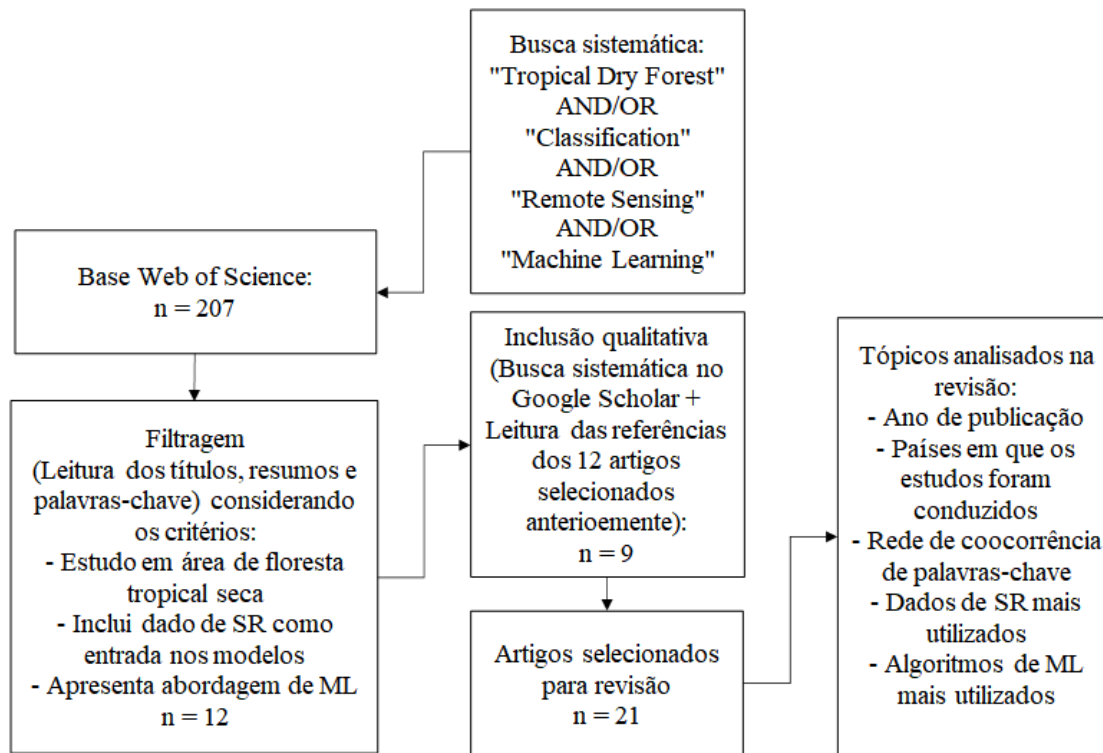 Busca sistemática:
"Tropical Dry Forest"
AND/OR
"Classification"
AND/OR
"Remote Sensing"
AND/OR
"Machine Learning"
Base Web of Science:
n = 207
Filtragem
(Leitura dos títulos, resumos e
palavras-chave) considerando
os critérios:
- Estudo em área de floresta
tropical seca
- Inclui dado de SR como
entrada nos modelos
- Apresenta abordagem de ML
n = 12
Inclusão qualitativa
(Busca sistemática no
Google Scholar +
Leitura das referências
dos 12 artigos
selecionados
anterioemente):
n = 9
Artigos selecionados
para revisão
n = 21
Tópicos analisados na
revisão:
- Ano de publicação
- Países em que os
estudos foram
conduzidos
- Rede de coocorrência
de palavras-chave
- Dados de SR mais
utilizados
- Algoritmos de ML
mais utilizados